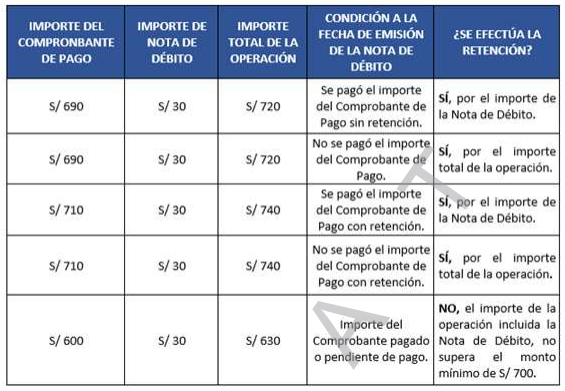 IMPORTE DEL
COMPRONBANTE
DE PAGO
IMPORTE DE
NOTA DE
DÉBITO
IMPORTE
TOTAL DE LA
OPERACIÓN
CONDICIÓN A LA
FECHA DE EMISIÓN
DE LA NOTA DE
DÉBITO
¿SE EFECTÚA LA
RETENCIÓN?
S/ 690
S/ 30
S/ 720
Se pagó el importe
del Comprobante de
Pago sin retención.
SÍ, por el importe de
la Nota de Débito.
S/ 690
S/ 30
S/ 720
No se pagó el importe
del Comprobante de
Pago.
SÍ, por el importe
total de la operación.
S/ 710
S/ 30
S/ 740
Se pagó el importe
del Comprobante de
Pago con retención.
SÍ, por el importe de
la Nota de Débito.
S/ 710
S/ 30
S/ 740
No se pagó el importe
del Comprobante de
Pago con retención.
SÍ, por el importe
total de la operación.
S/ 600
S/ 30
S/ 630
Importe del
Comprobante pagado
o pendiente de pago.
NO, el importe de la
operación incluida la
Nota de Débito, no
supera el monto
mínimo de S/ 700.
A T